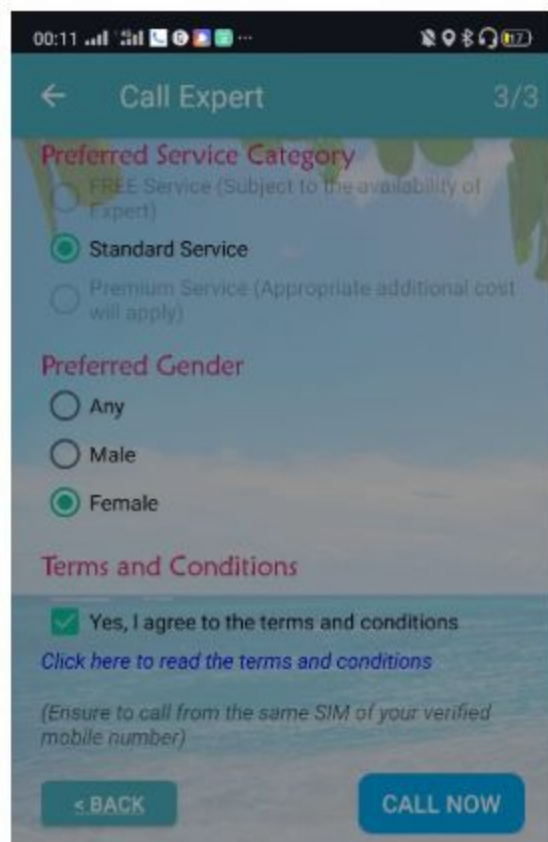 00:11
17
Call Expert
3/3
Preferred Service Category
FREE Service (Subject to the availability of
Expert)
Standard Service
Premium Service (Appropriate additional cost
will apply)
Preferred Gender
Any
Male
Female
Terms and Conditions
Yes, I agree to the terms and conditions
Click here to read the terms and conditions
(Ensure to call from the same SIM of your verified
mobile number)
< BACK
CALL NOW